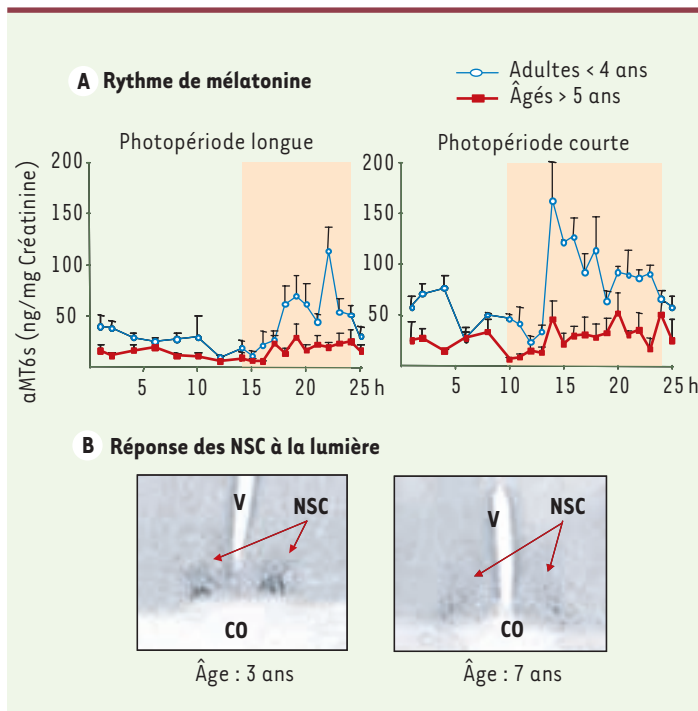 A Rythme de mélatonine
Adultes < 4 ans
Âgés > 5 ans
Photopériode longue
Photopériode courte
αMT6s (ng/mg Créatinine)
200
150
100
50
5 10 15 20 25 h
200
150
100
50
5 10 15 20 25 h
B Réponse des NSC à la lumière
V NSC
CO
V NSC
CO
Âge : 3 ans
Âge : 7 ans